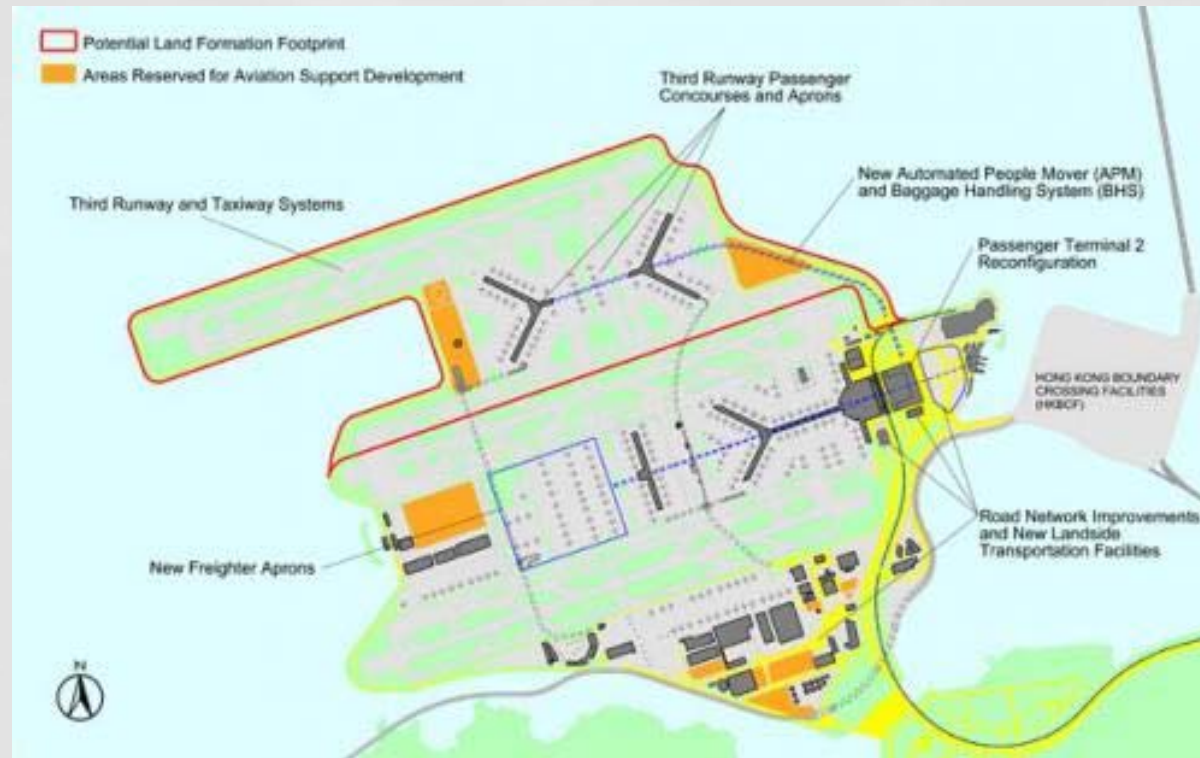 Potential Land Formation Footprint
Areas Reserved for Aviation Support Development
Third Runway Passenger
Concourses and Aprons
Third Runway and Taxiway Systems
New Automated People Mover (APM)
and Baggage Handling System (BHS)
Passenger Terminal 2
Reconfiguration
HONG KONG BOUNDARY
CROSSING FACILITIES
(HKBCF)
Road Network Improvements
and New Landside
Transportation Facilities
New Freighter Aprons
N